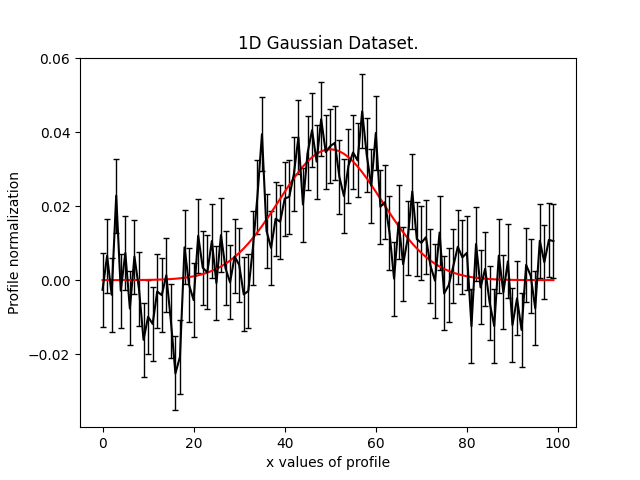 1D Gaussian Dataset.
0.06
0.04
0.02
0.00
−0.02
Profile normalization
0 20 40 60 80 100
x values of profile